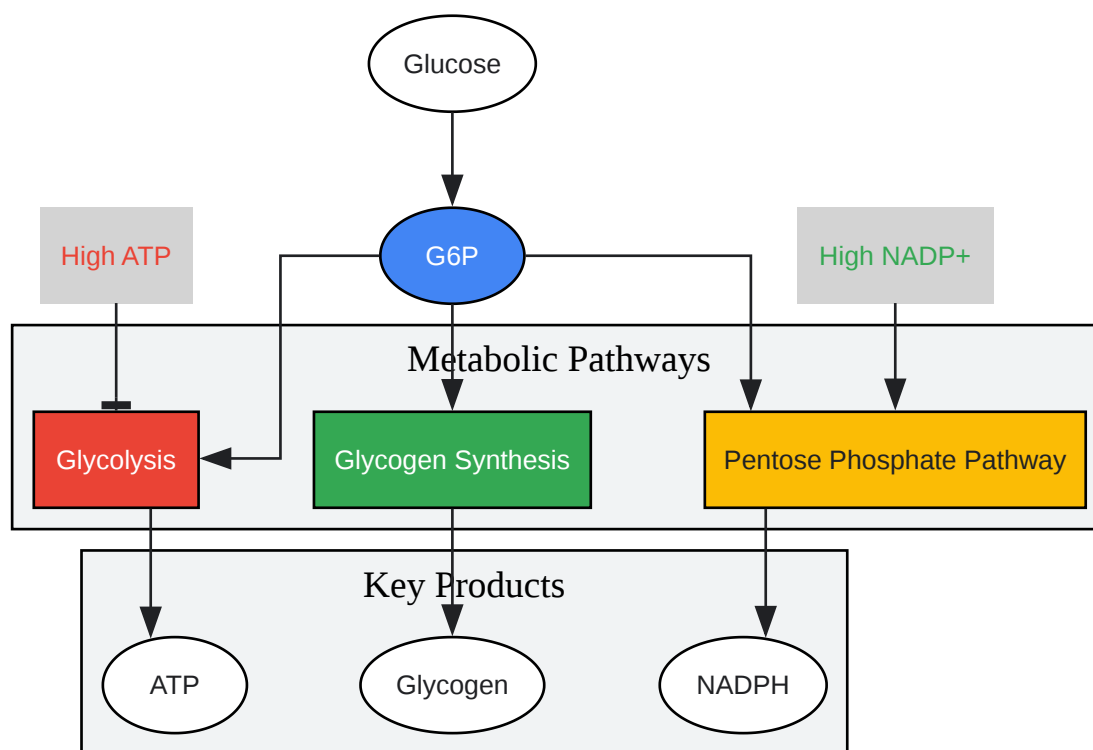 Glucose
High ATP
G6P
High NADP+
Metabolic Pathways
Glycolysis
Glycogen Synthesis
Pentose Phosphate Pathway
Key Products
ATP
Glycogen
NADPH